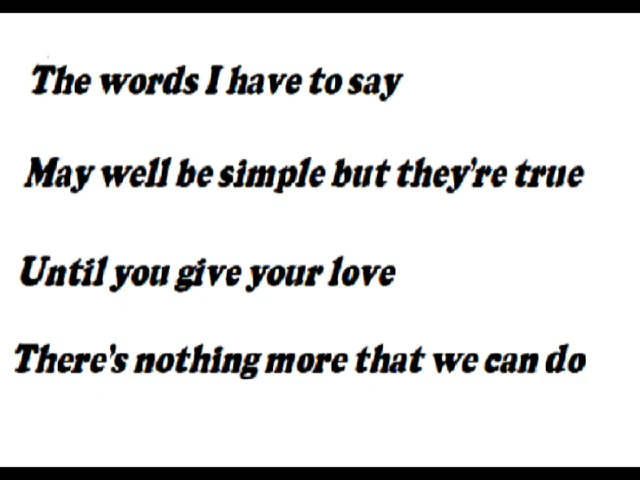 The words I have to say
May well be simple but they're true
Until you give your love
There's nothing more that we can do